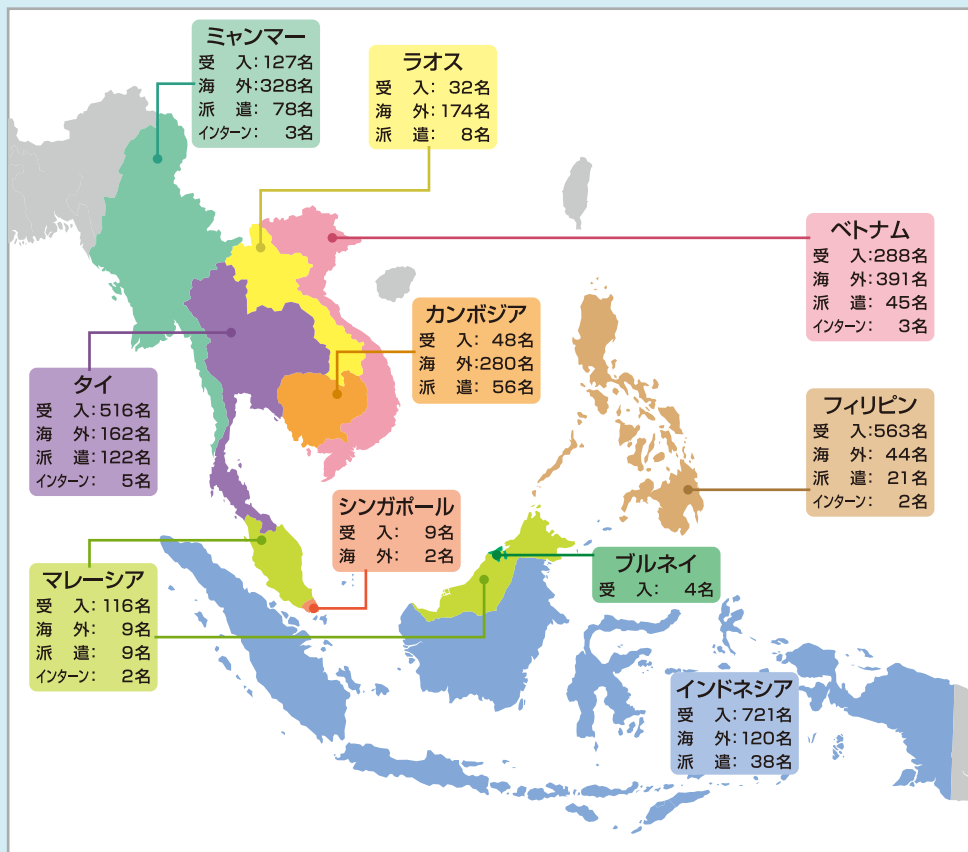 ミャンマー
受 入:127名
海 外:328名
派 遣: 78名
インターン: 3名
ラオス
受 入: 32名
海 外:174名
派 遣: 8名
ベトナム
受 入:288名
海 外:391名
派 遣: 45名
インターン: 3名
カンボジア
受 入: 48名
海 外:280名
派 遣: 56名
タイ
受 入:516名
海 外:162名
派 遣:122名
インターン: 5名
フィリピン
受 入:563名
海 外: 44名
派 遣: 21名
インターン: 2名
シンガポール
受 入: 9名
海 外: 2名
ブルネイ
受 入: 4名
マレーシア
受 入:116名
海 外: 9名
派 遣: 9名
インターン: 2名
インドネシア
受 入:721名
海 外:120名
派 遣: 38名